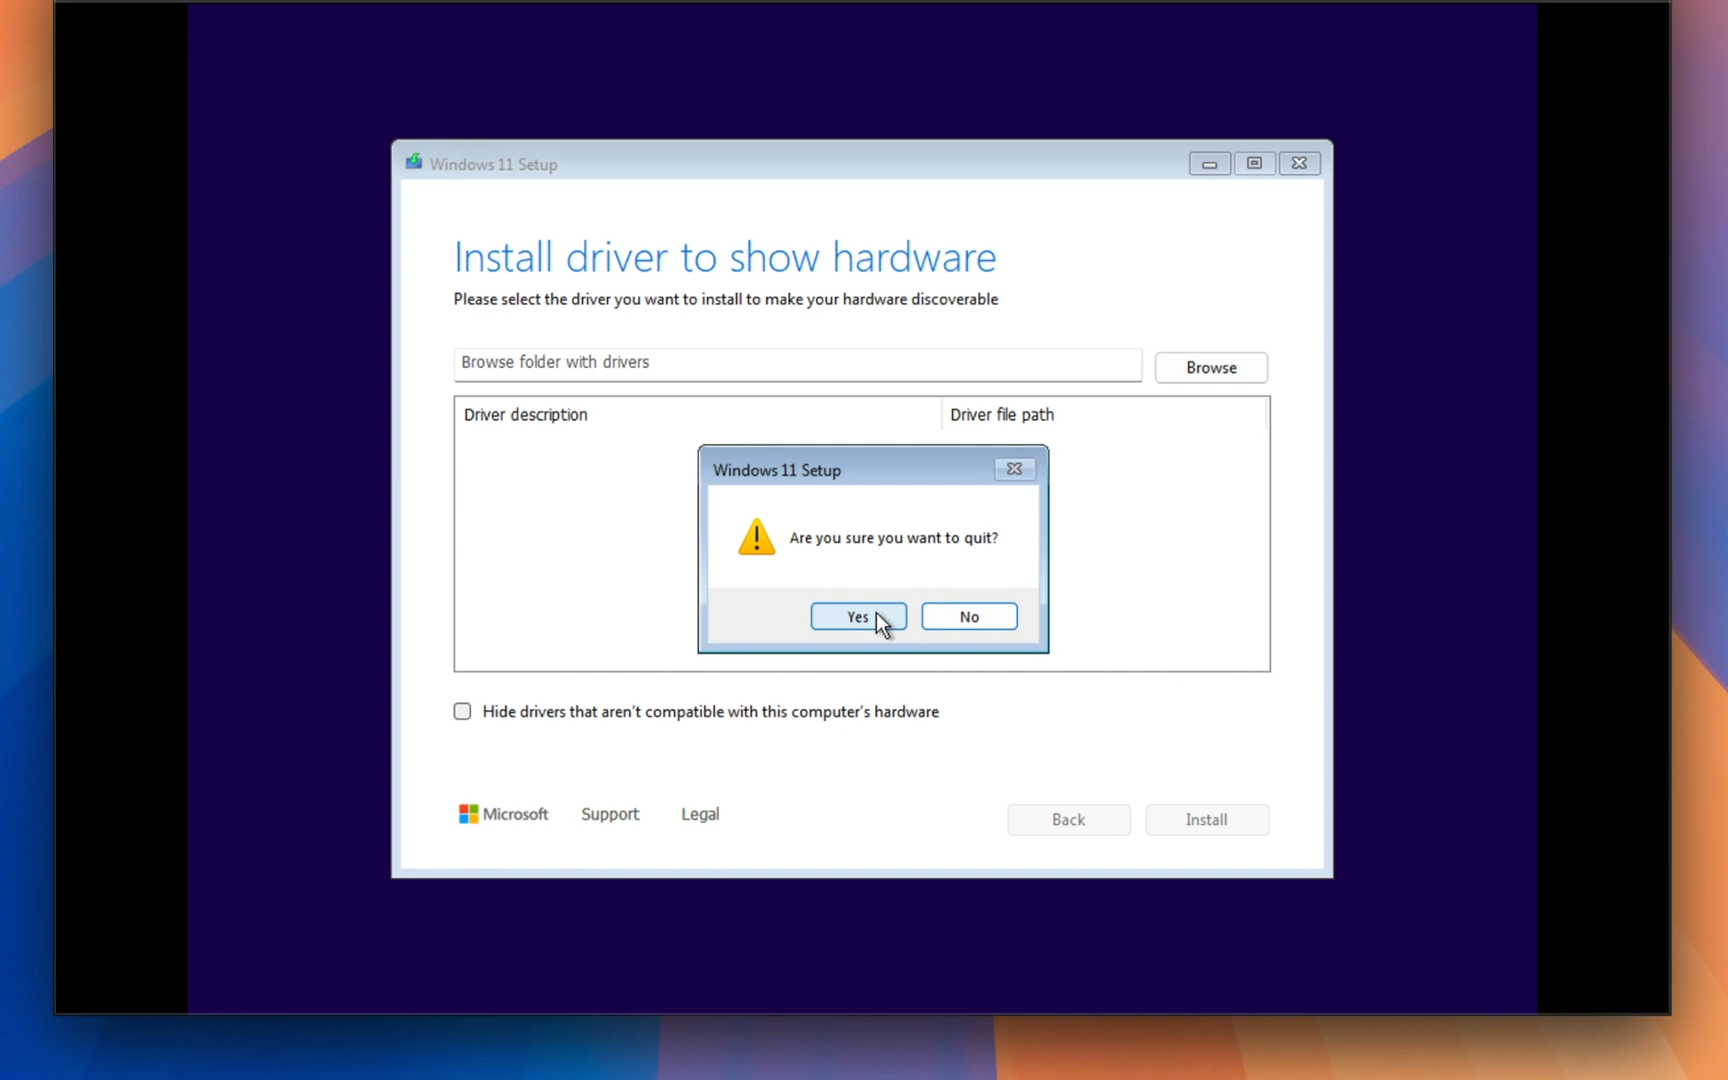 Windows 11 Setup
Install driver to show hardware
Please select the driver you want to install to make your hardware discoverable
Browse folder with drivers
Browse
Driver description
Driver file path
Windows 11 Setup
Are you sure you want to quit?
Yes
No
Hide drivers that aren't compatible with this computer's hardware
Microsoft
Support
Legal
Back
Install